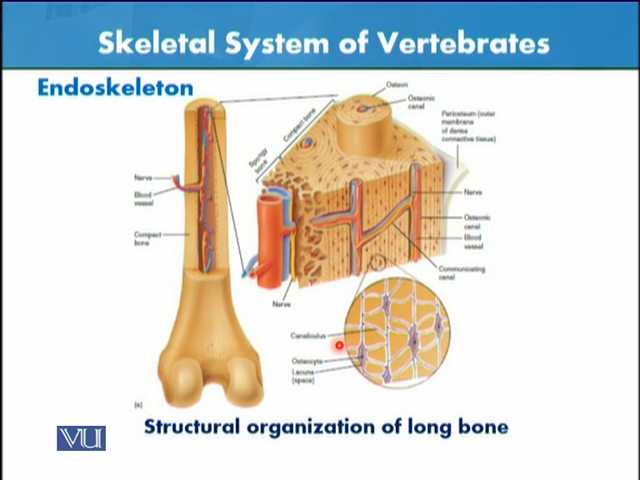 Skeletal System of Vertebrates
Endoskeleton
Osteon
Osteonic
canal
Compact bone
Spongy
bone
Periosteum (outer
membrane
of dense
connective tissue)
Nerve
Blood
vessel
Compact
bone
Nerve
Osteonic
canal
Blood
vessel
Communicating
canal
Nerve
Canaliculus
Osteocyte
Lacuna
(space)
(a)
Structural organization of long bone
VU